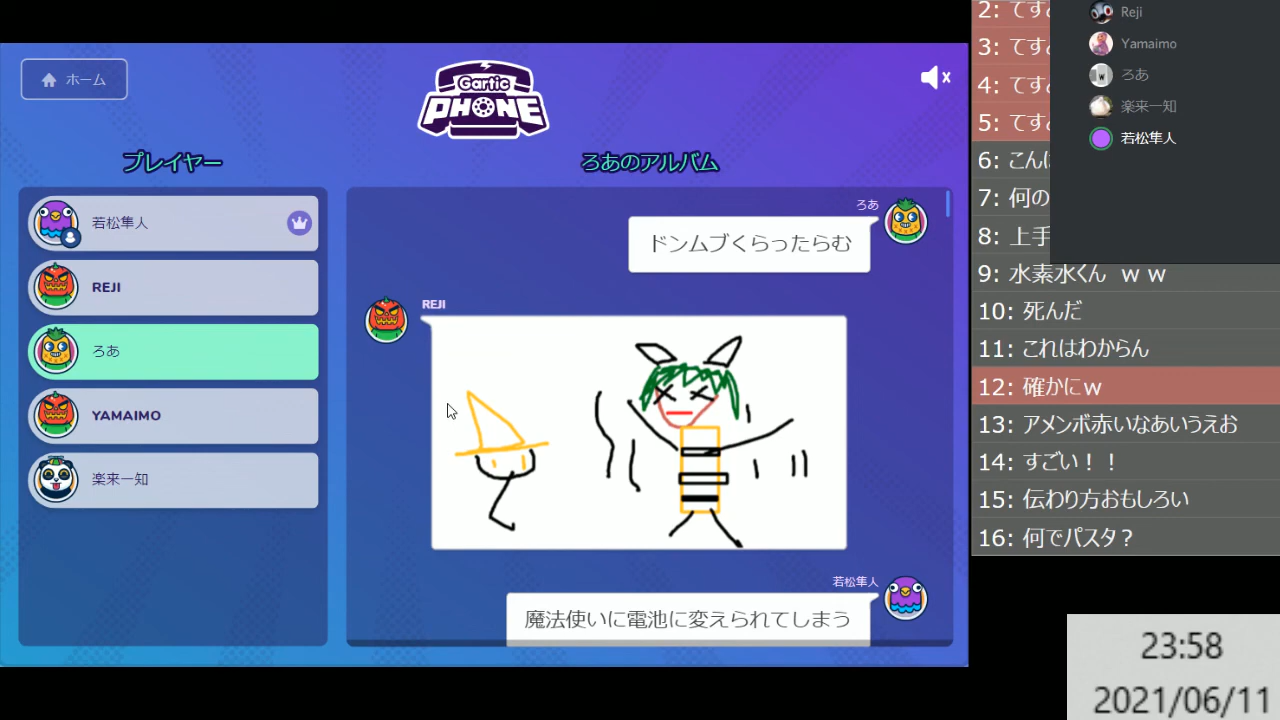 ホーム
Gartic
PHONE
プレイヤー
若松隼人
REJI
ろあ
YAMAIMO
楽来一知
ろあのアルバム
ろあ
ドンムブくらったらむ
REJI
若松隼人
魔法使いに電池に変えられてしまう
2: てす
3: てす
4: てす
5: てす
6: こん
7: 何の
8: 上手
9: 水素水くん ｗｗ
10: 死んだ
11: これはわからん
12: 確かにｗ
13: アメンボ赤いなあいうえお
14: すごい！！
15: 伝わり方おもしろい
16: 何でパスタ？
Reji
Yamaimo
ろあ
楽来一知
若松隼人
23:58
2021/06/11